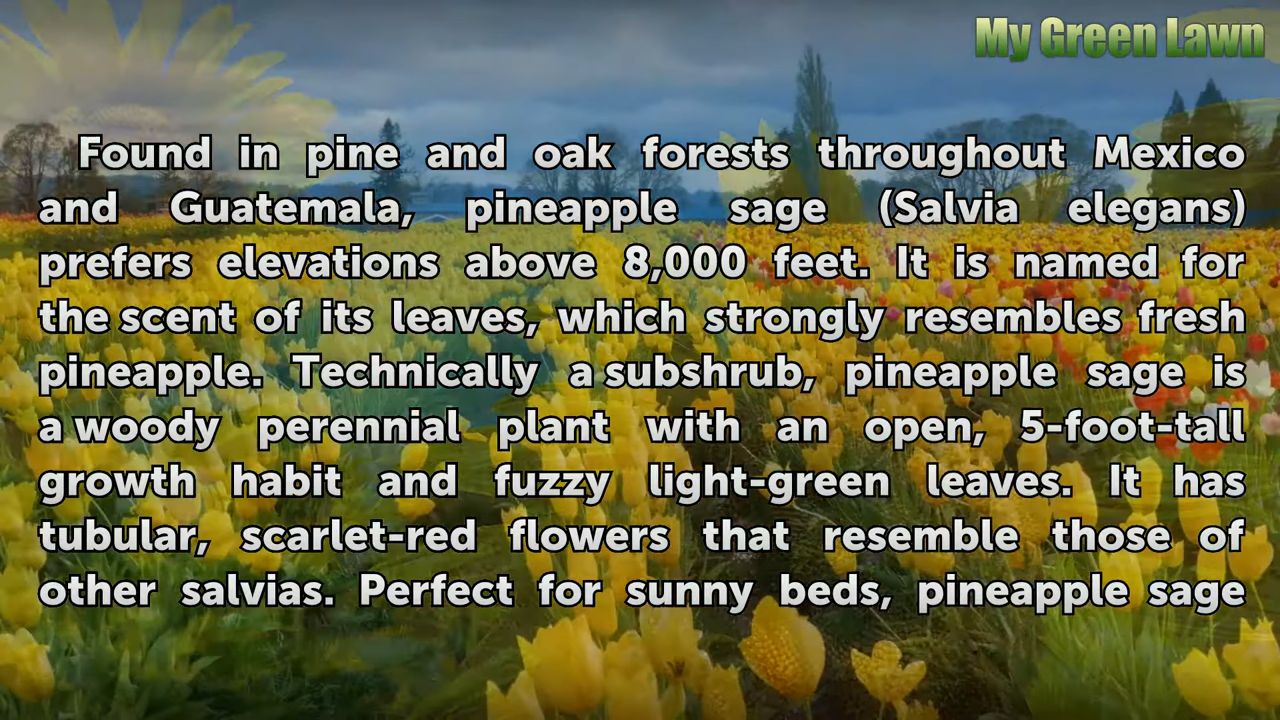 My Green Lawn
Found in pine and oak forests throughout Mexico
and Guatemala, pineapple sage (Salvia elegans)
prefers elevations above 8,000 feet. It is named for
the scent of its leaves, which strongly resembles fresh
pineapple. Technically a subshrub, pineapple sage is
a woody perennial plant with an open, 5-foot-tall
growth habit and fuzzy light-green leaves. It has
tubular, scarlet-red flowers that resemble those of
other salvias. Perfect for sunny beds, pineapple sage